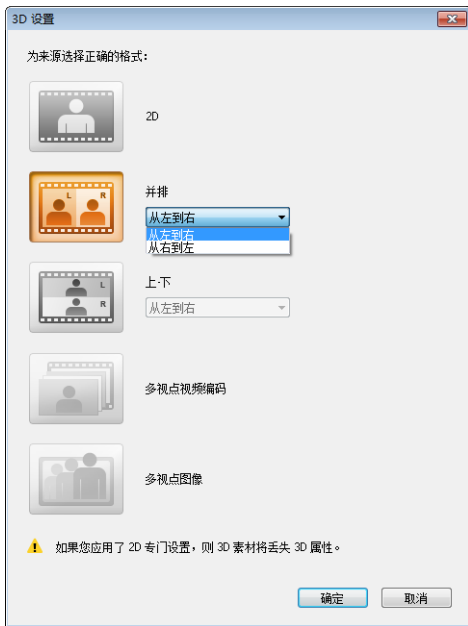 3D 设置
为来源选择正确的格式：
2D
L R
并排
从左到右
从左到右
从右到左
L
上-下
R
从左到右
多视点视频编码
多视点图像
如果您应用了 2D 专门设置，则 3D 素材将丢失 3D 属性。
确定 取消